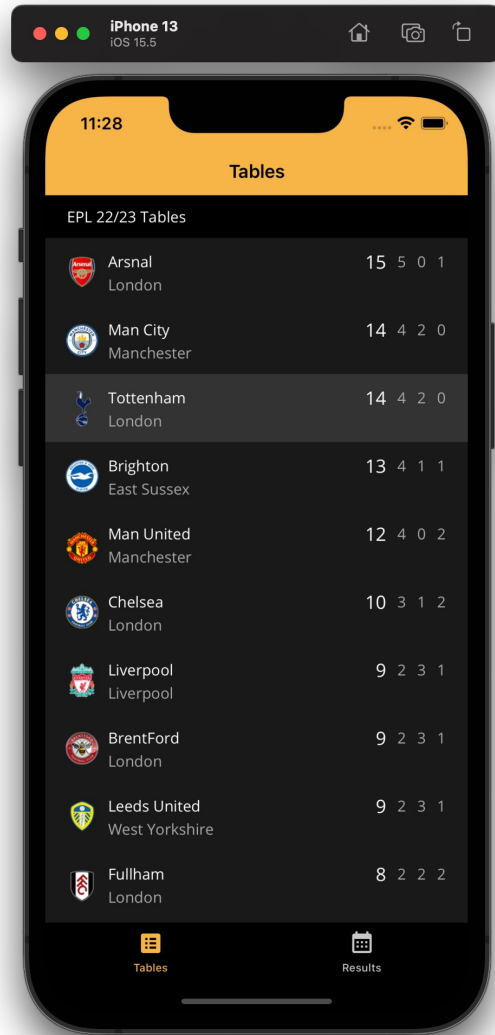 iPhone 13
iOS 15.5
11:28
Tables
EPL 22/23 Tables
Arsnal 15 5 0 1
London
Man City 14 4 2 0
Manchester
Tottenham 14 4 2 0
London
Brighton 13 4 1 1
East Sussex
Man United 12 4 0 2
Manchester
Chelsea 10 3 1 2
London
Liverpool 9 2 3 1
Liverpool
BrentFord 9 2 3 1
London
Leeds United 9 2 3 1
West Yorkshire
Fullham 8 2 2 2
London
Tables Results